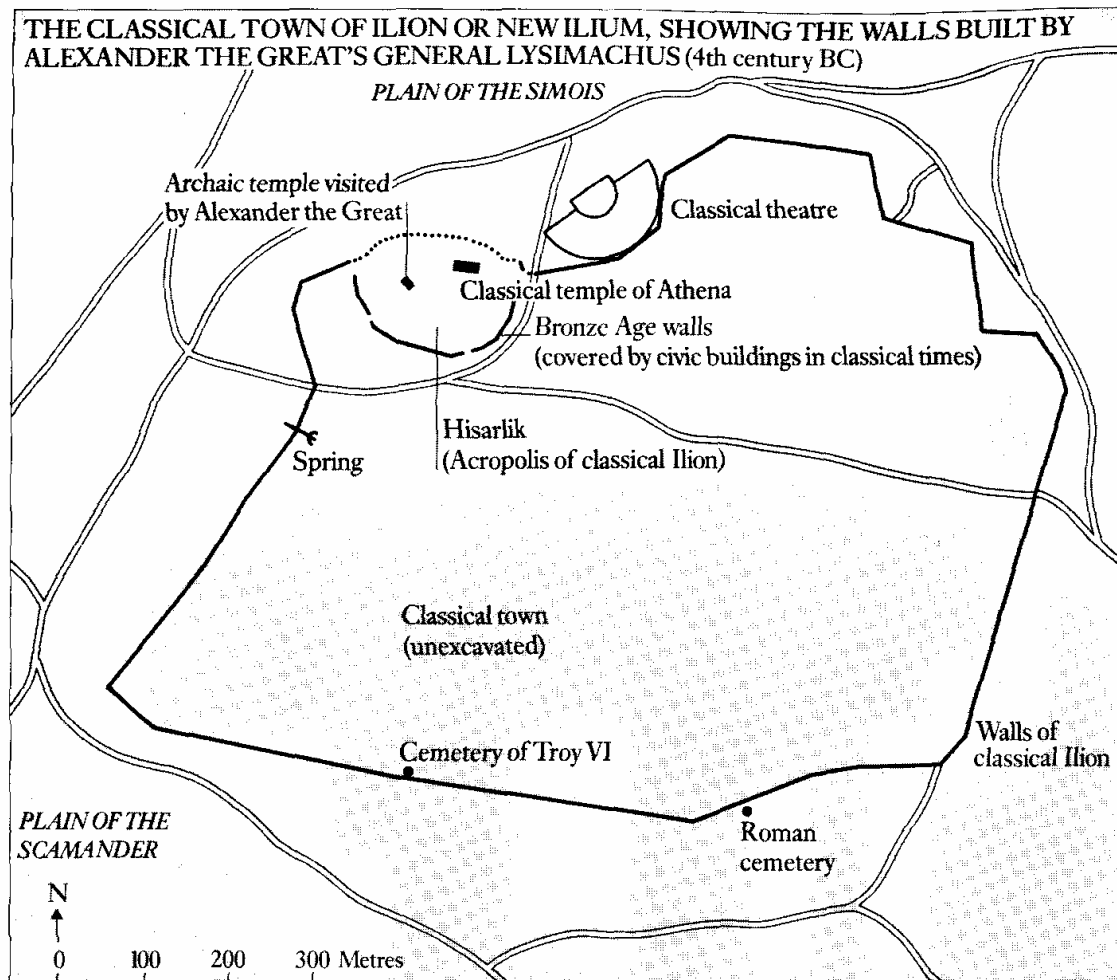 THE CLASSICAL TOWN OF ILION OR NEW ILIUM, SHOWING THE WALLS BUILT BY
ALEXANDER THE GREAT'S GENERAL LYSIMACHUS (4th century BC)
PLAIN OF THE SIMOIS
Archaic temple visited
by Alexander the Great
Classical theatre
Classical temple of Athena
Bronze Age walls
(covered by civic buildings in classical times)
Hisarlik
(Acropolis of classical Ilion)
Spring
Classical town
(unexcavated)
Walls of
classical Ilion
Cemetery of Troy VI
PLAIN OF THE
SCAMANDER
Roman
cemetery
N
0 100 200 300 Metres